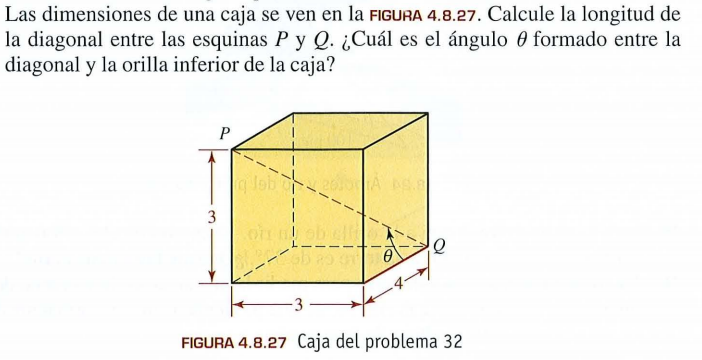 Las dimensiones de una caja se ven en la FIGURA 4.8.27. Calcule la longitud de
la diagonal entre las esquinas P y Q. ¿Cuál es el ángulo θ formado entre la
diagonal y la orilla inferior de la caja?
P
3
Q
θ
4
3
FIGURA 4.8.27 Caja del problema 32